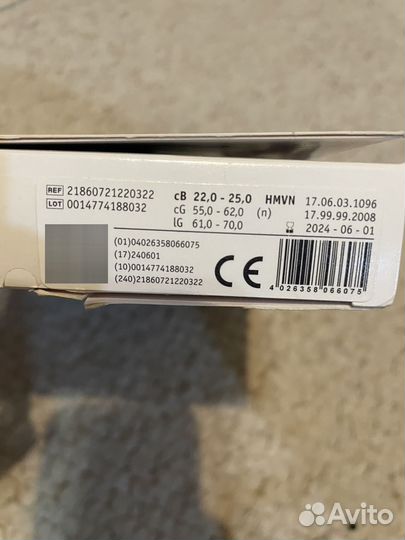 REF 21860721220322 cB 22,0 - 25,0 HMVN 17.06.03.1096
LOT 0014774188032 cG 55,0 - 62,0 (n) 17.99.99.2008
lG 61,0 - 70,0 2024 - 06 - 01
(01)04026358066075
(17)240601
(10)0014774188032
(240)21860721220322
CE
4 026358 066075
Avito